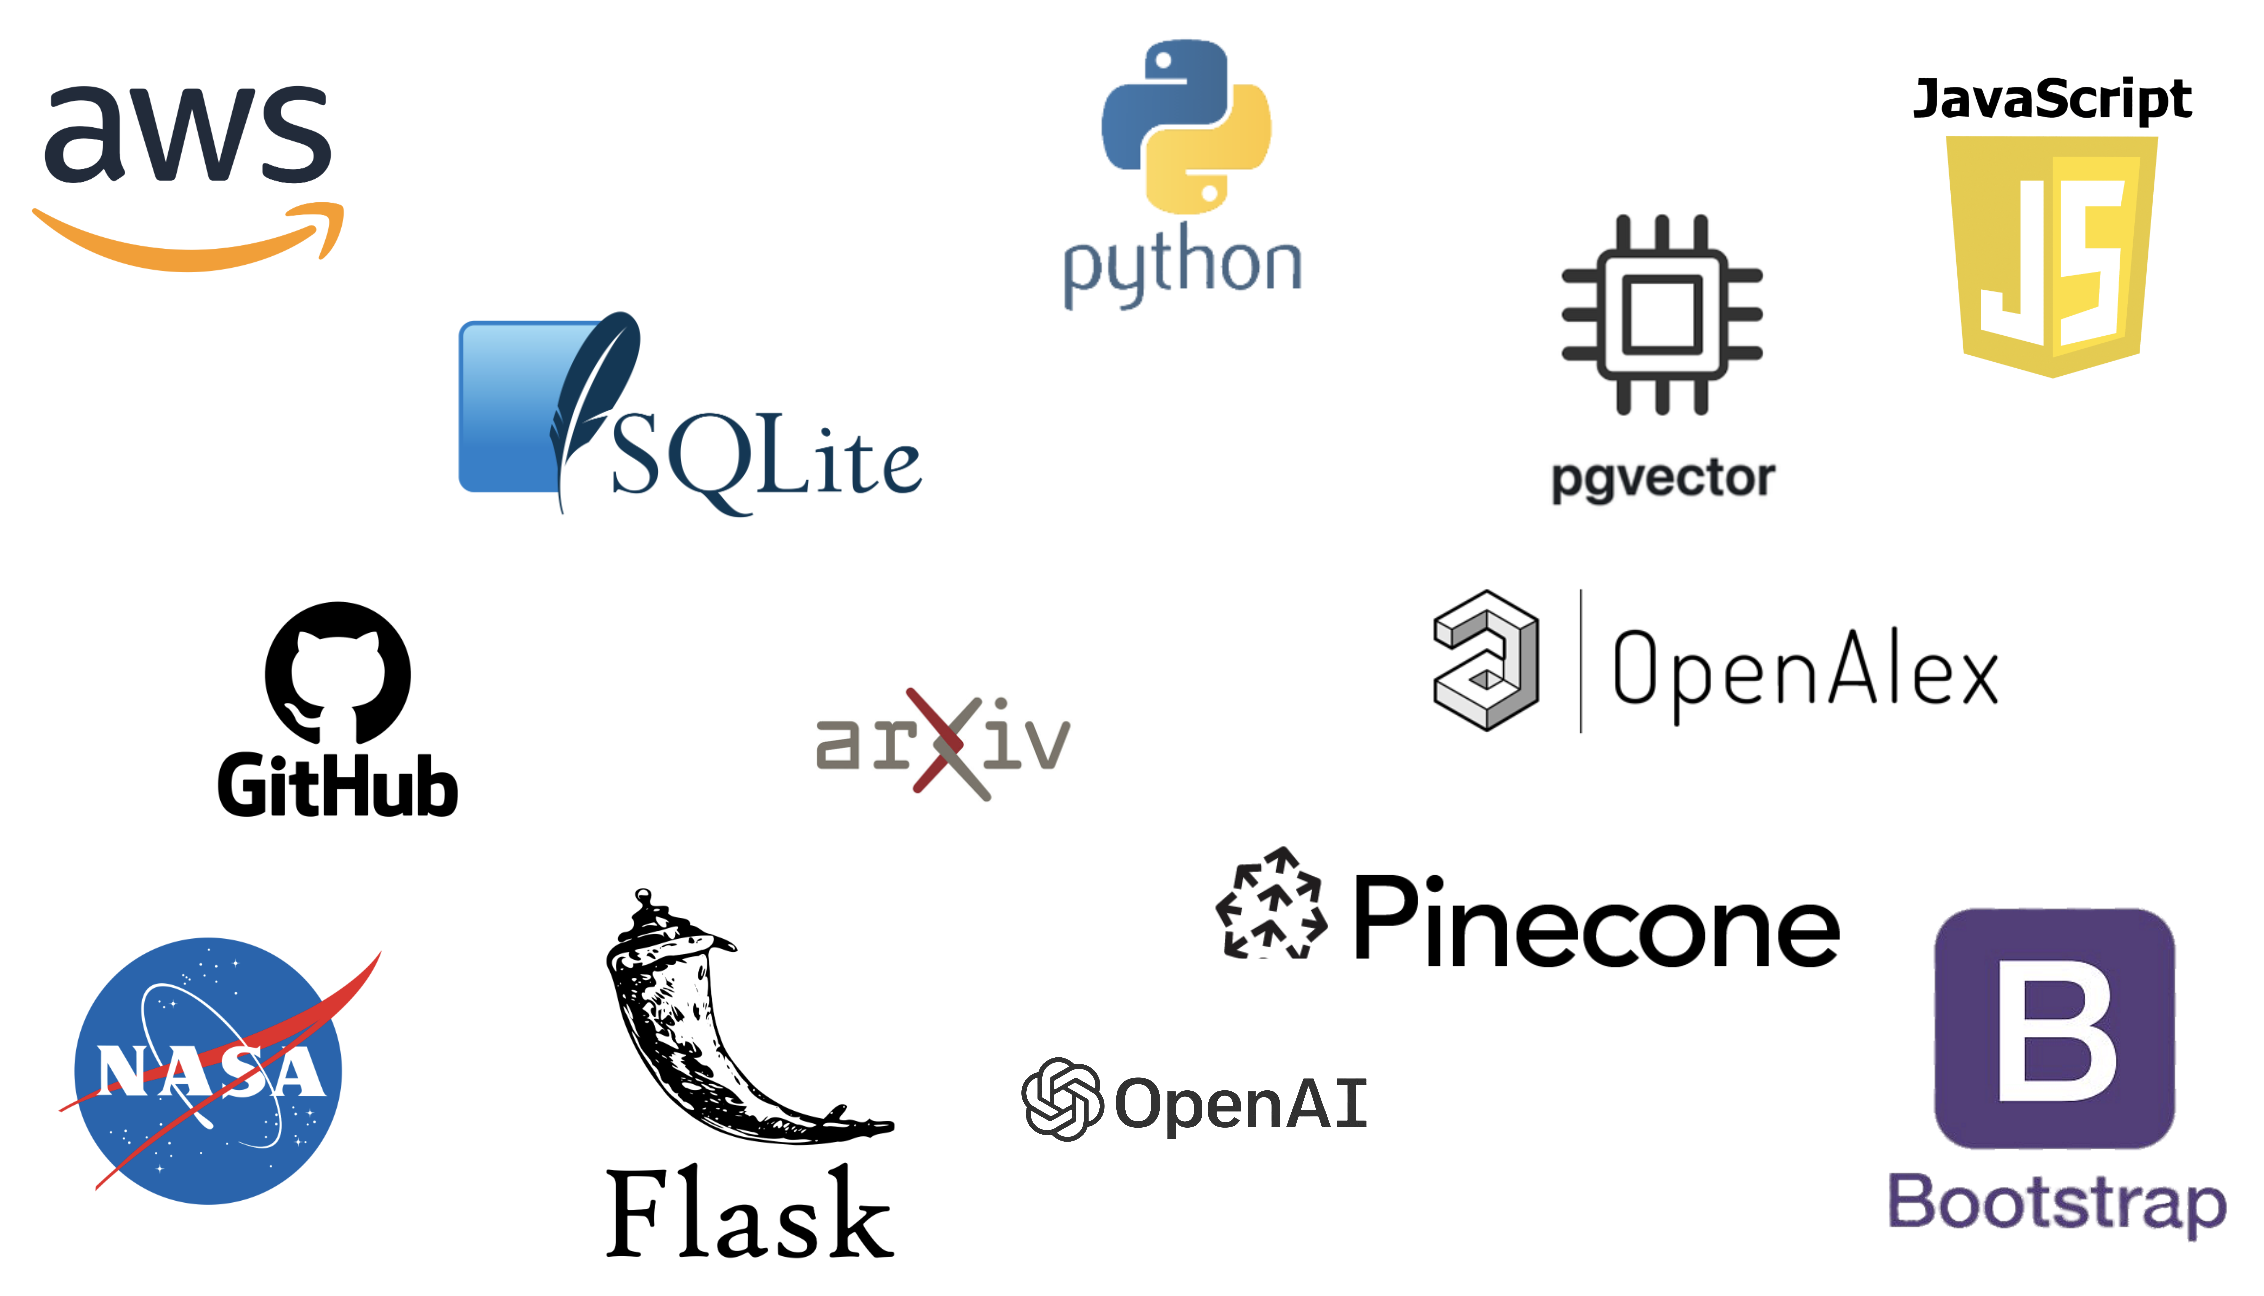 aws
python
JavaScript
JS
SQLite
pgvector
GitHub
arXiv
OpenAlex
Pinecone
NASA
Flask
OpenAI
B
Bootstrap